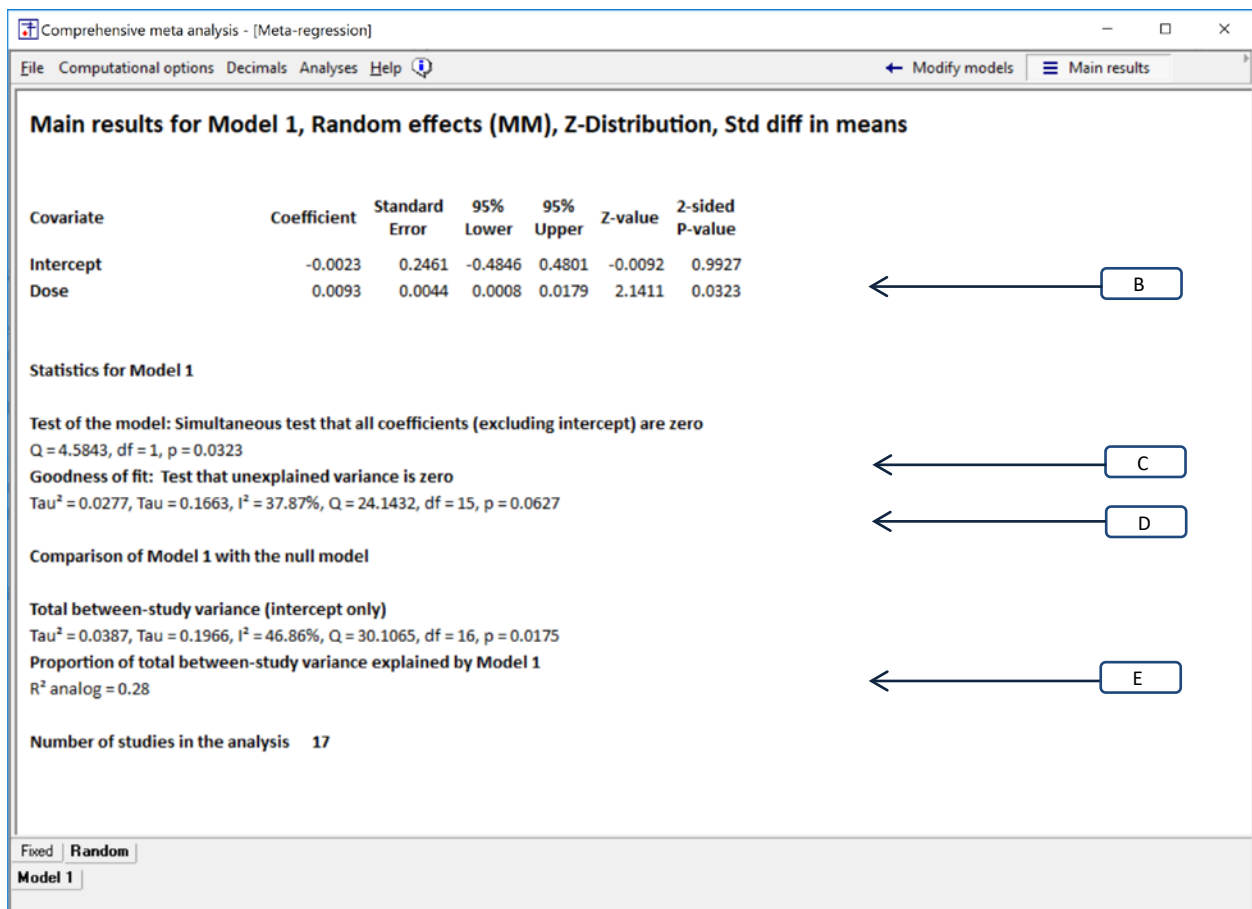 Comprehensive meta analysis - [Meta-regression]
File Computational options Decimals Analyses Help Modify models Main results
Main results for Model 1, Random effects (MM), Z-Distribution, Std diff in means
Covariate Coefficient Standard Error 95% Lower 95% Upper Z-value 2-sided P-value
Intercept -0.0023 0.2461 -0.4846 0.4801 -0.0092 0.9927
Dose 0.0093 0.0044 0.0008 0.0179 2.1411 0.0323
B
Statistics for Model 1
Test of the model: Simultaneous test that all coefficients (excluding intercept) are zero
Q = 4.5843, df = 1, p = 0.0323
C
Goodness of fit: Test that unexplained variance is zero
Tau² = 0.0277, Tau = 0.1663, I² = 37.87%, Q = 24.1432, df = 15, p = 0.0627
D
Comparison of Model 1 with the null model
Total between-study variance (intercept only)
Tau² = 0.0387, Tau = 0.1966, I² = 46.86%, Q = 30.1065, df = 16, p = 0.0175
Proportion of total between-study variance explained by Model 1
R² analog = 0.28
E
Number of studies in the analysis 17
Fixed Random
Model 1